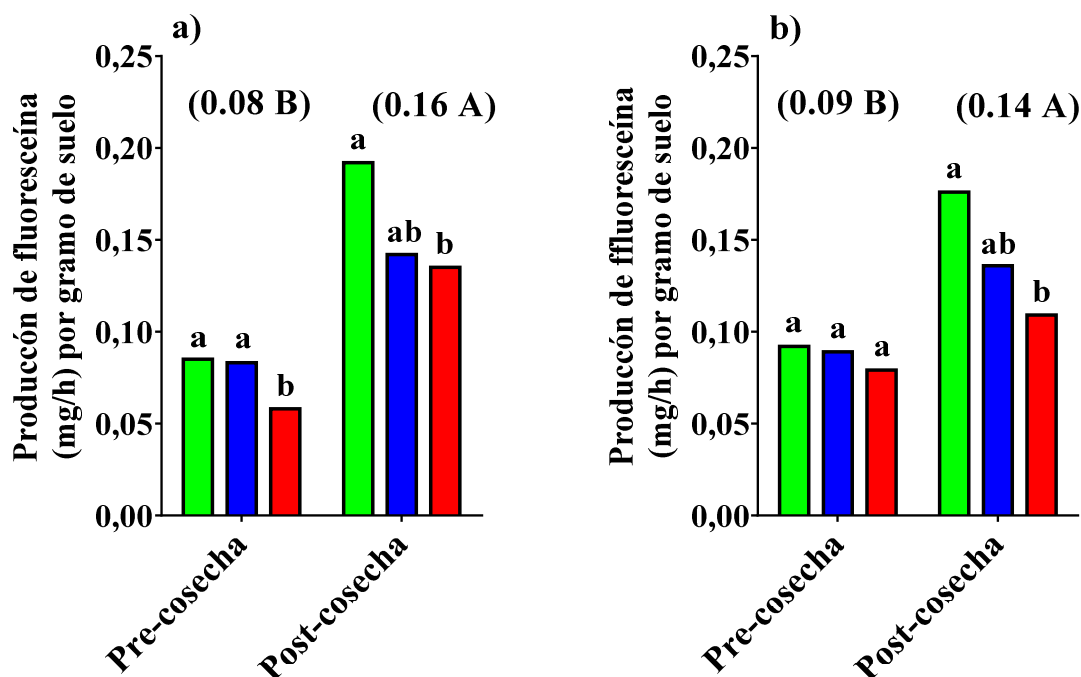 a)
Produccón de fluoresceína
(mg/h) por gramo de suelo
0,25
0,20
0,15
0,10
0,05
0,00
(0.08 B)
(0.16 A)
a
a
b
a
ab
b
Pre-cosecha
Post-cosecha
b)
Produccón de ffluoresceína
(mg/h) por gramo de suelo
0,25
0,20
0,15
0,10
0,05
0,00
(0.09 B)
(0.14 A)
a
a
a
a
ab
b
Pre-cosecha
Post-cosecha